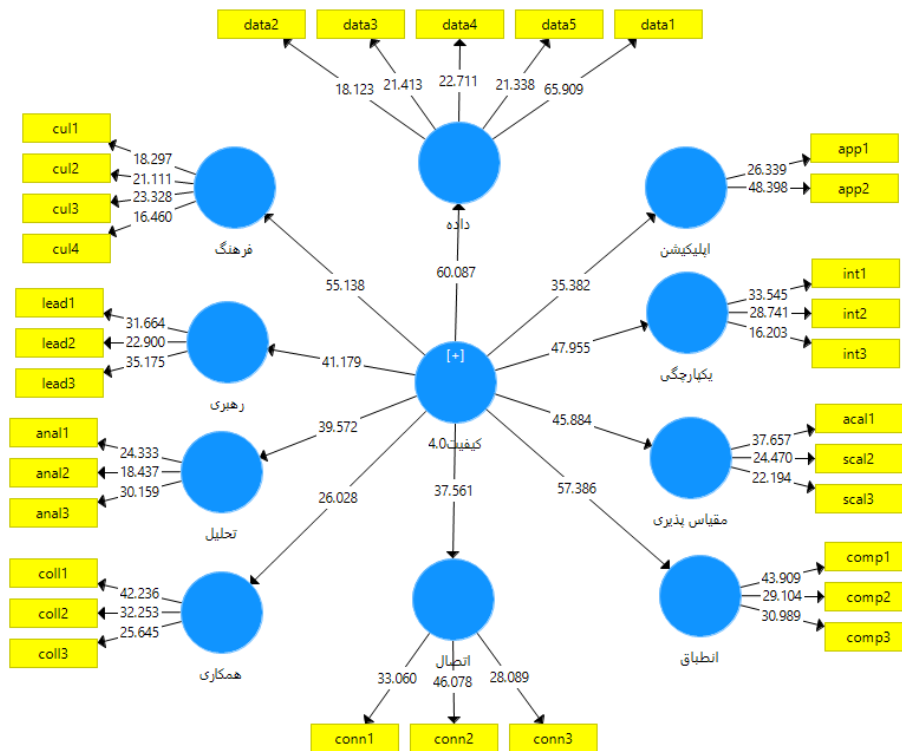 data2
data3
data4
data5
data1
18.123
21.413
22.711
21.338
65.909
داده
cul1
cul2
cul3
cul4
18.297
21.111
23.328
16.460
فرهنگ
app1
app2
26.339
48.398
اپلیکیشن
55.138
60.087
35.382
lead1
lead2
lead3
31.664
22.900
35.175
رهبری
41.179
[+]
کیفیت4.0
47.955
int1
int2
int3
33.545
28.741
16.203
یکپارچگی
anal1
anal2
anal3
24.333
18.437
30.159
تحلیل
39.572
45.884
acal1
scal2
scal3
37.657
24.470
22.194
مقیاس پذیری
26.028
37.561
57.386
coll1
coll2
coll3
42.236
32.253
25.645
همکاری
اتصال
33.060
46.078
28.089
conn1
conn2
conn3
comp1
comp2
comp3
43.909
29.104
30.989
انطباق